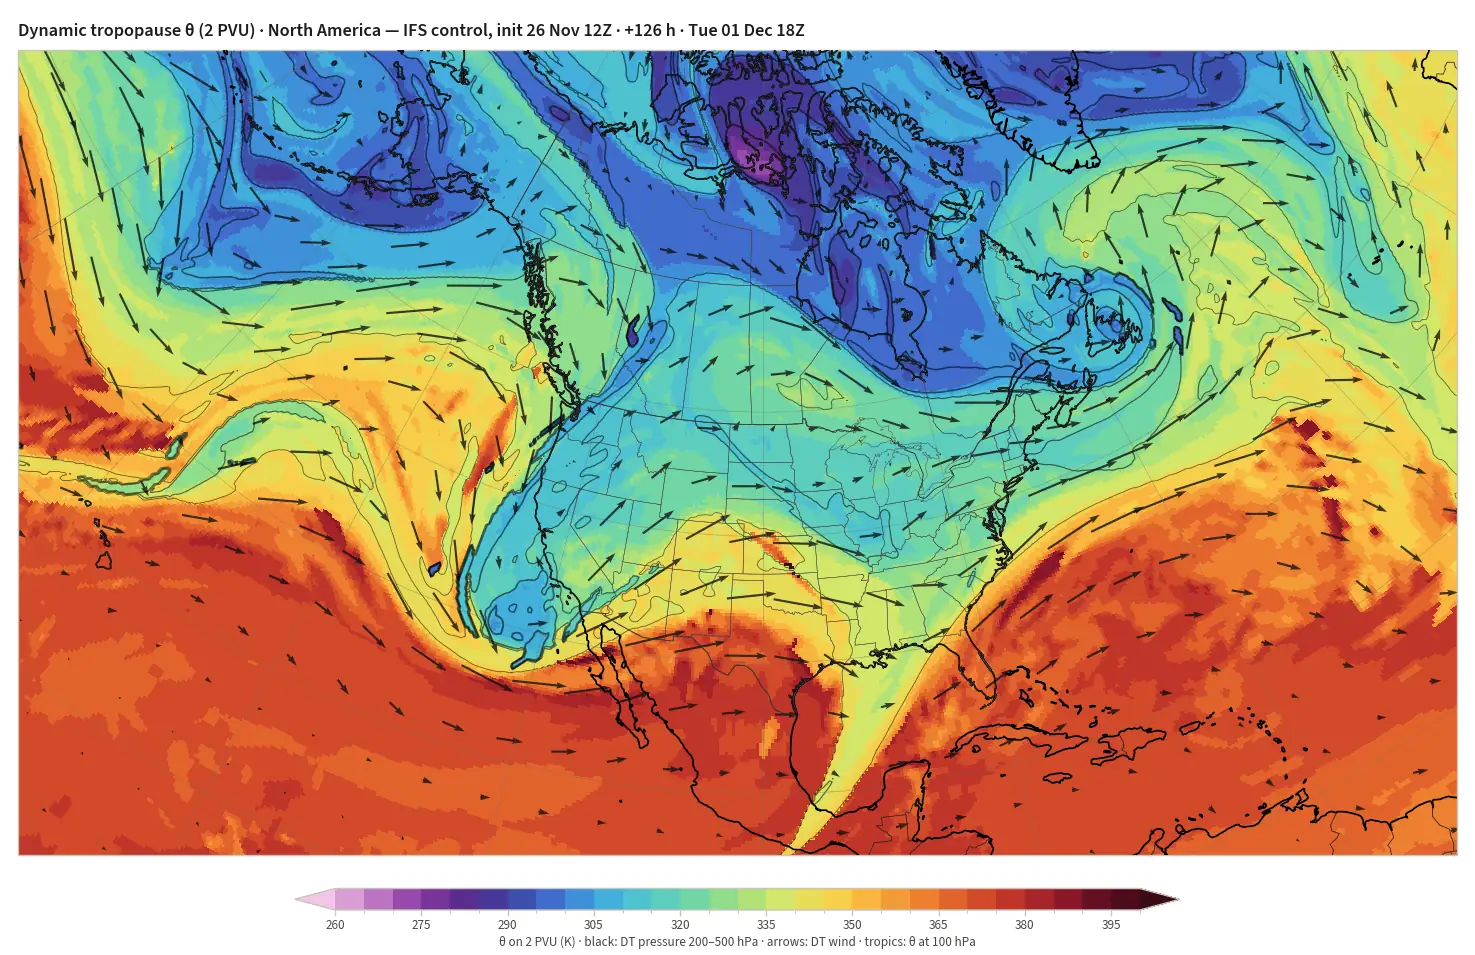 Dynamic tropopause θ (2 PVU) · North America — IFS control, init 26 Nov 12Z · +126 h · Tue 01 Dec 18Z
260 275 290 305 320 335 350 365 380 395
θ on 2 PVU (K) · black: DT pressure 200–500 hPa · arrows: DT wind · tropics: θ at 100 hPa